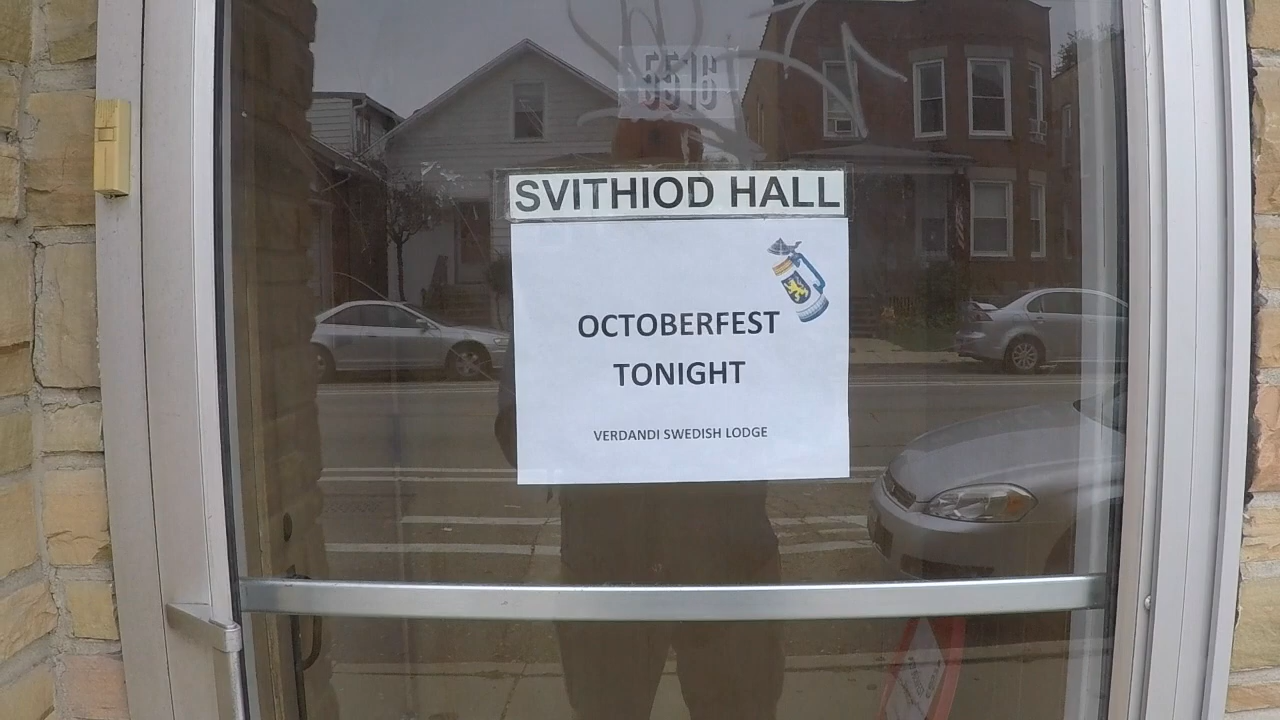 5516
SVITHIOD HALL
OCTOBERFEST
TONIGHT
VERDANDI SWEDISH LODGE